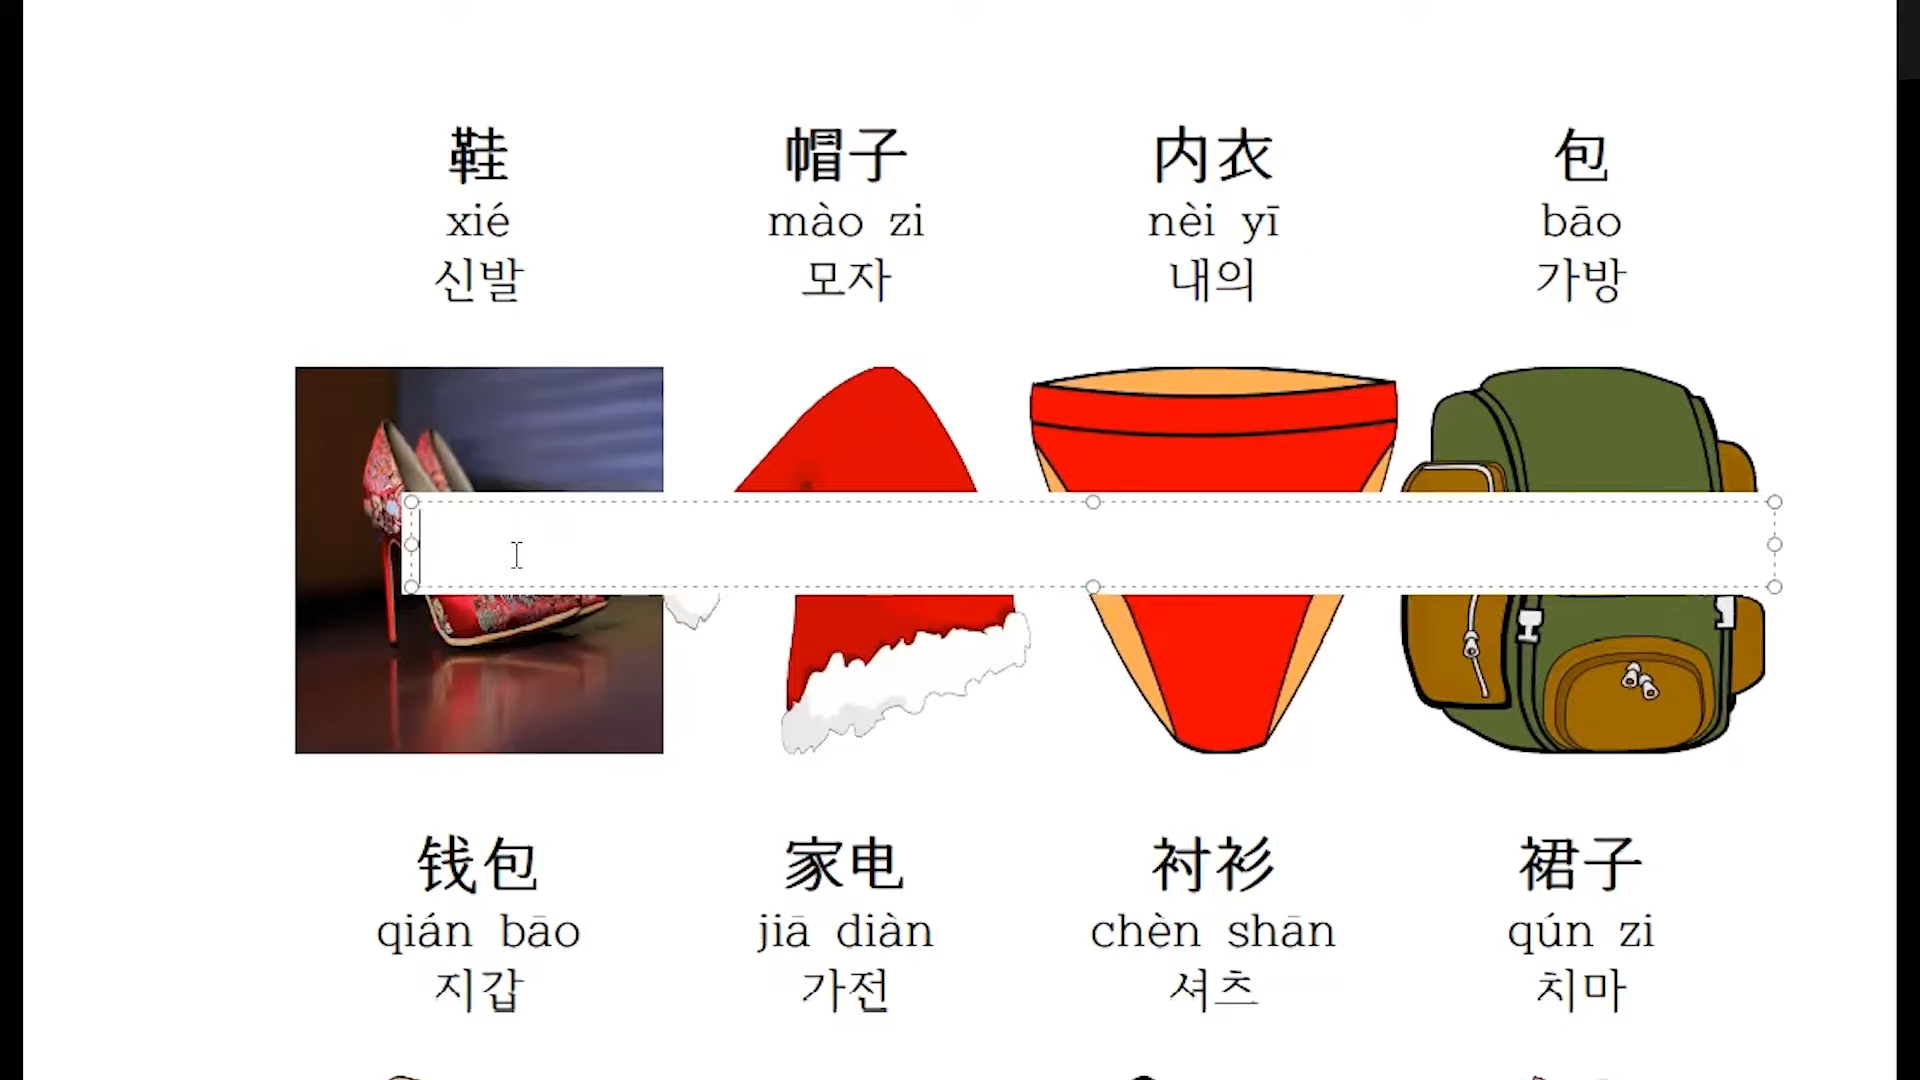 鞋 帽子 内衣 包
xié mào zi nèi yī bāo
신발 모자 내의 가방
钱包 家电 衬衫 裙子
qián bāo jiā diàn chèn shān qún zi
지갑 가전 셔츠 치마